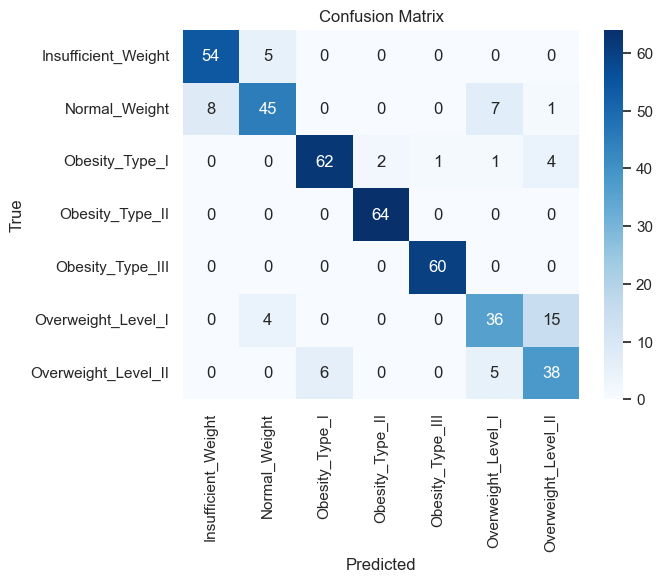 Confusion Matrix
Insufficient_Weight 54 5 0 0 0 0 0
Normal_Weight 8 45 0 0 0 7 1
Obesity_Type_I 0 0 62 2 1 1 4
Obesity_Type_II 0 0 0 64 0 0 0
Obesity_Type_III 0 0 0 0 60 0 0
Overweight_Level_I 0 4 0 0 0 36 15
Overweight_Level_II 0 0 6 0 0 5 38
True
Insufficient_Weight
Normal_Weight
Obesity_Type_I
Obesity_Type_II
Obesity_Type_III
Overweight_Level_I
Overweight_Level_II
Predicted
60
50
40
30
20
10
0